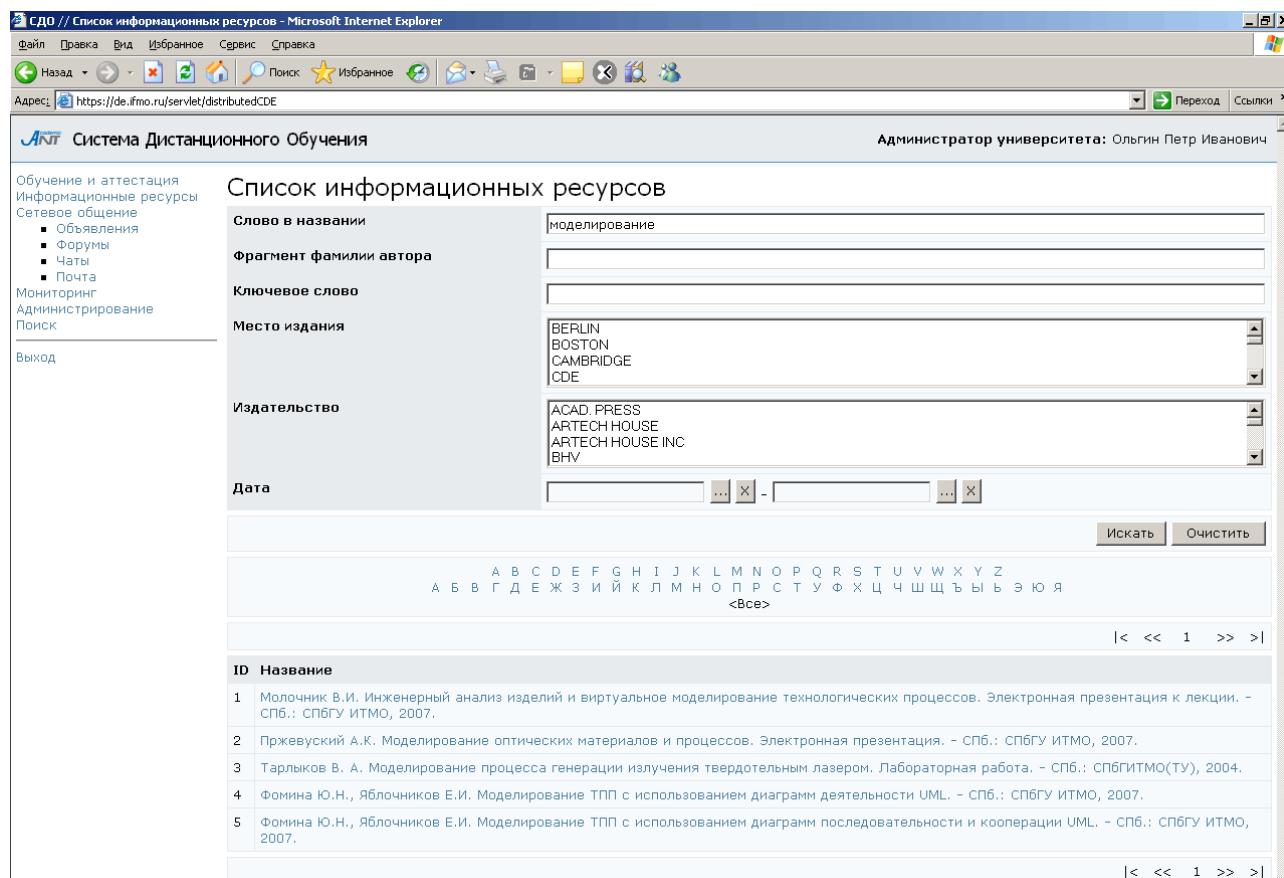 СДО // Список информационных ресурсов - Microsoft Internet Explorer
Файл Правка Вид Избранное Сервис Справка
Назад Поиск Избранное
Адрес: https://de.ifmo.ru/servlet/distributedCDE Переход Ссылки
Academic ANT Система Дистанционного Обучения Администратор университета: Ольгин Петр Иванович
Обучение и аттестация
Информационные ресурсы
Сетевое общение
Объявления
Форумы
Чаты
Почта
Мониторинг
Администрирование
Поиск
Выход
Список информационных ресурсов
Слово в названии моделирование
Фрагмент фамилии автора
Ключевое слово
Место издания BERLIN
BOSTON
CAMBRIDGE
CDE
Издательство ACAD. PRESS
ARTECH HOUSE
ARTECH HOUSE INC
BHV
Дата ... X - ... X
Искать Очистить
A B C D E F G H I J K L M N O P Q R S T U V W X Y Z
А Б В Г Д Е Ж З И Й К Л М Н О П Р С Т У Ф Х Ц Ч Ш Щ Ъ Ы Ь Э Ю Я
<Все>
|< << 1 >> >|
ID Название
1 Молочник В.И. Инженерный анализ изделий и виртуальное моделирование технологических процессов. Электронная презентация к лекции. -
СПб.: СПбГУ ИТМО, 2007.
2 Пржевуский А.К. Моделирование оптических материалов и процессов. Электронная презентация. - СПб.: СПбГУ ИТМО, 2007.
3 Тарлыков В. А. Моделирование процесса генерации излучения твердотельным лазером. Лабораторная работа. - СПб.: СПбГИТМО(ТУ), 2004.
4 Фомина Ю.Н., Яблочников Е.И. Моделирование ТПП с использованием диаграмм деятельности UML. - СПб.: СПбГУ ИТМО, 2007.
5 Фомина Ю.Н., Яблочников Е.И. Моделирование ТПП с использованием диаграмм последовательности и кооперации UML. - СПб.: СПбГУ ИТМО,
2007.
|< << 1 >> >|